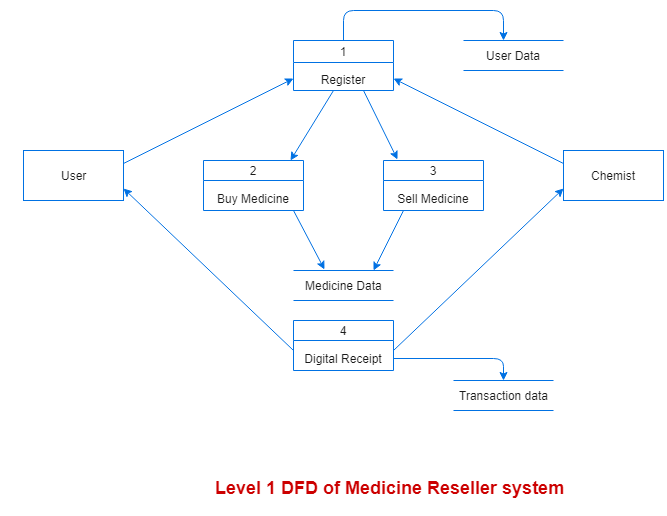 1
Register
User Data
User
2
Buy Medicine
3
Sell Medicine
Chemist
Medicine Data
4
Digital Receipt
Transaction data
Level 1 DFD of Medicine Reseller system